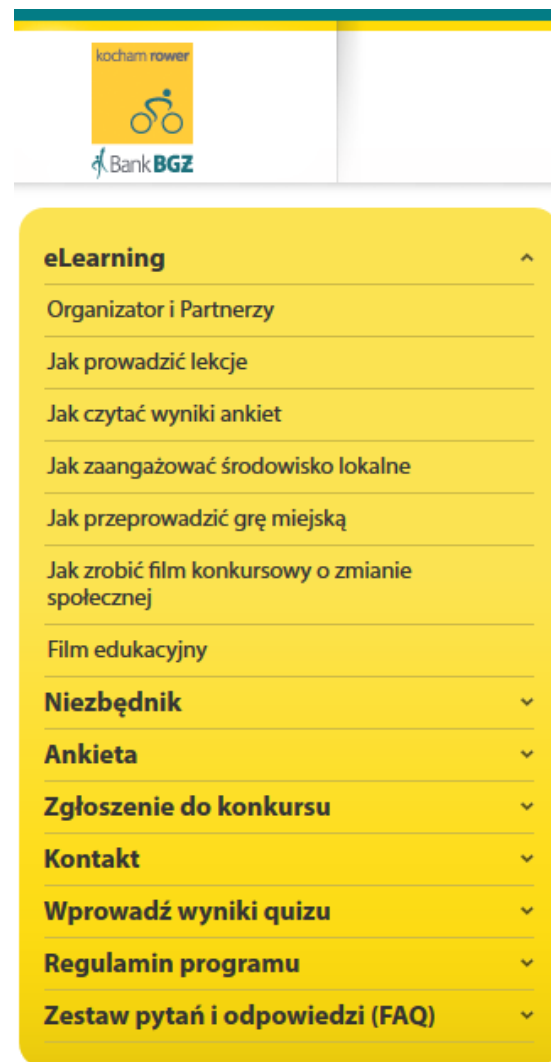 kocham rower
Bank BGŻ
eLearning
Organizator i Partnerzy
Jak prowadzić lekcje
Jak czytać wyniki ankiet
Jak zaangażować środowisko lokalne
Jak przeprowadzić grę miejską
Jak zrobić film konkursowy o zmianie
społecznej
Film edukacyjny
Niezbędnik
Ankieta
Zgłoszenie do konkursu
Kontakt
Wprowadź wyniki quizu
Regulamin programu
Zestaw pytań i odpowiedzi (FAQ)